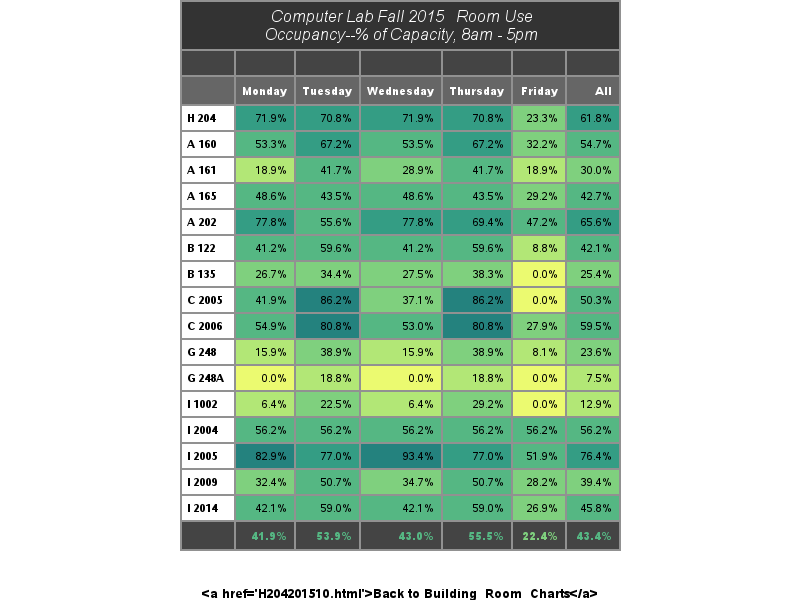 Computer Lab Fall 2015 Room Use
Occupancy--% of Capacity, 8am - 5pm
Monday Tuesday Wednesday Thursday Friday All
H 204 71.9% 70.8% 71.9% 70.8% 23.3% 61.8%
A 160 53.3% 67.2% 53.5% 67.2% 32.2% 54.7%
A 161 18.9% 41.7% 28.9% 41.7% 18.9% 30.0%
A 165 48.6% 43.5% 48.6% 43.5% 29.2% 42.7%
A 202 77.8% 55.6% 77.8% 69.4% 47.2% 65.6%
B 122 41.2% 59.6% 41.2% 59.6% 8.8% 42.1%
B 135 26.7% 34.4% 27.5% 38.3% 0.0% 25.4%
C 2005 41.9% 86.2% 37.1% 86.2% 0.0% 50.3%
C 2006 54.9% 80.8% 53.0% 80.8% 27.9% 59.5%
G 248 15.9% 38.9% 15.9% 38.9% 8.1% 23.6%
G 248A 0.0% 18.8% 0.0% 18.8% 0.0% 7.5%
I 1002 6.4% 22.5% 6.4% 29.2% 0.0% 12.9%
I 2004 56.2% 56.2% 56.2% 56.2% 56.2% 56.2%
I 2005 82.9% 77.0% 93.4% 77.0% 51.9% 76.4%
I 2009 32.4% 50.7% 34.7% 50.7% 28.2% 39.4%
I 2014 42.1% 59.0% 42.1% 59.0% 26.9% 45.8%
41.9% 53.9% 43.0% 55.5% 22.4% 43.4%
<a href='H204201510.html'>Back to Building Room Charts</a>